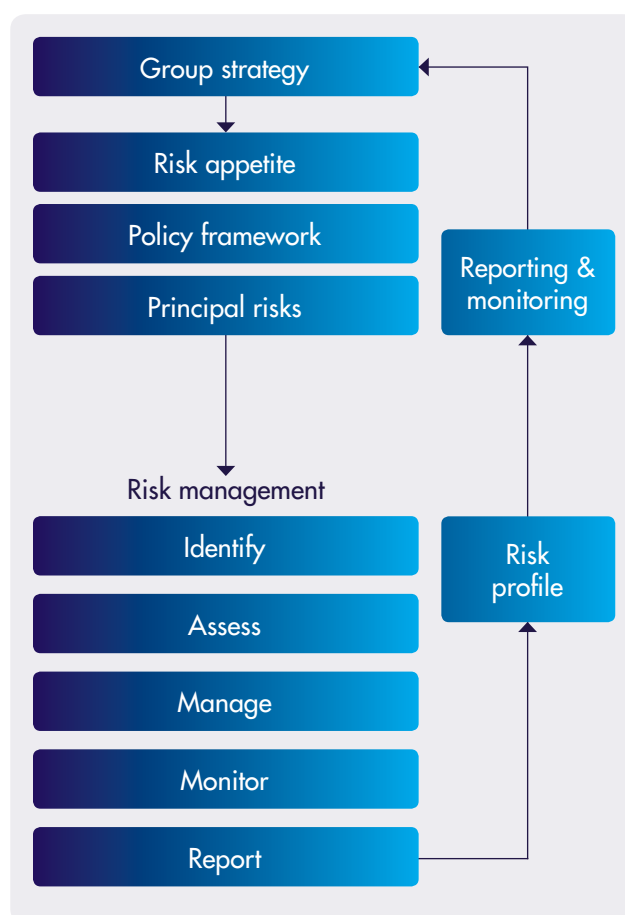 Group strategy
Risk appetite
Policy framework
Principal risks
Risk management
Identify
Assess
Manage
Monitor
Report
Risk
profile
Reporting &
monitoring